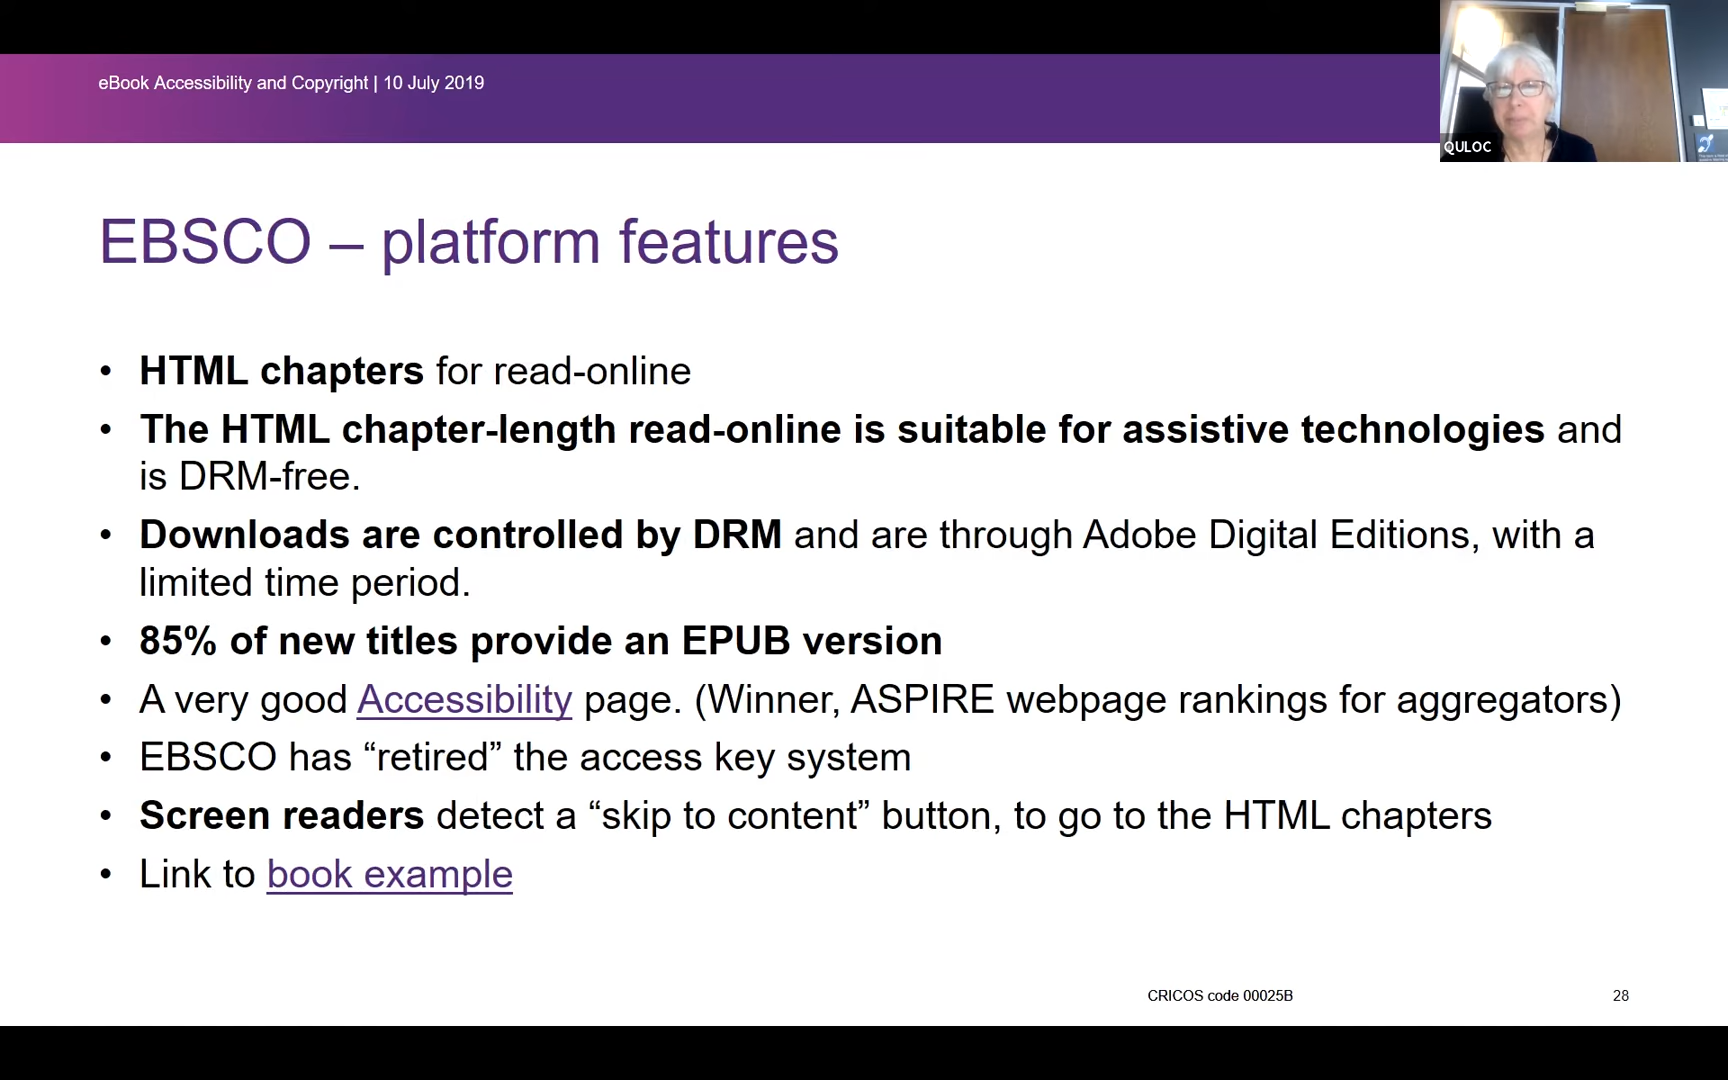 eBook Accessibility and Copyright | 10 July 2019
QULOC
EBSCO – platform features
• HTML chapters for read-online
• The HTML chapter-length read-online is suitable for assistive technologies and
is DRM-free.
• Downloads are controlled by DRM and are through Adobe Digital Editions, with a
limited time period.
• 85% of new titles provide an EPUB version
• A very good Accessibility page. (Winner, ASPIRE webpage rankings for aggregators)
• EBSCO has “retired” the access key system
• Screen readers detect a “skip to content” button, to go to the HTML chapters
• Link to book example
CRICOS code 00025B
28